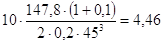 10 · 147,8 · (1 + 0,1) / 2 · 0,2 · 45³ = 4,46